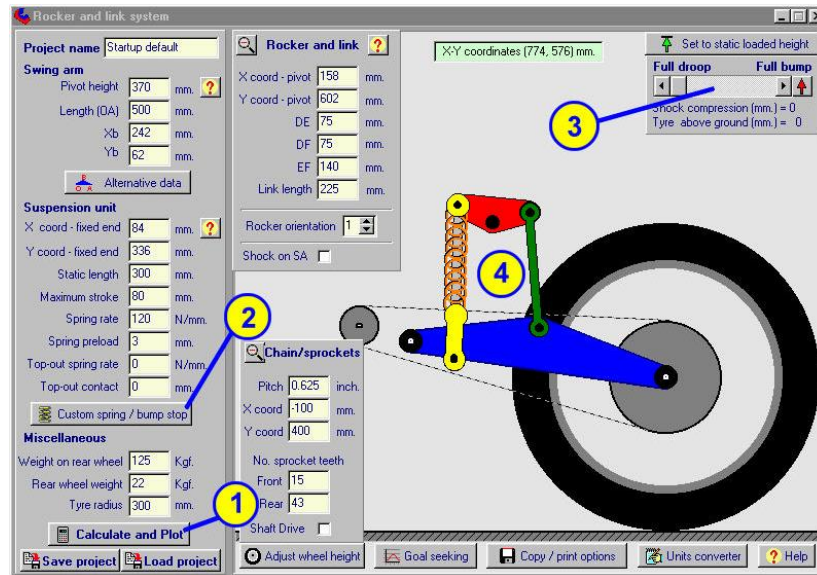 Rocker and link system
Project name Startup default
Swing arm
Pivot height 370 mm. ?
Length (OA) 500 mm.
Xb 242 mm.
Yb 62 mm.
Alternative data
Suspension unit
X coord - fixed end 84 mm. ?
Y coord - fixed end 336 mm.
Static length 300 mm.
Maximum stroke 80 mm.
Spring rate 120 N/mm.
Spring preload 3 mm.
Top-out spring rate 0 N/mm.
Top-out contact 0 mm.
Custom spring / bump stop
Miscellaneous
Weight on rear wheel 125 Kgf.
Rear wheel weight 22 Kgf.
Tyre radius 300 mm.
Calculate and Plot
Save project Load project
Rocker and link ?
X coord - pivot 158 mm.
Y coord - pivot 602 mm.
DE 75 mm.
DF 75 mm.
EF 140 mm.
Link length 225 mm.
Rocker orientation 1
Shock on SA
Chain/sprockets
Pitch 0.625 inch.
X coord -100 mm.
Y coord 400 mm.
No. sprocket teeth
Front 15
Rear 43
Shaft Drive
X-Y coordinates (774, 576) mm.
Set to static loaded height
Full droop Full bump
Shock compression (mm.) = 0
Tyre above ground (mm.) = 0
1
2
3
4
Adjust wheel height
Goal seeking
Copy / print options
Units converter
? Help